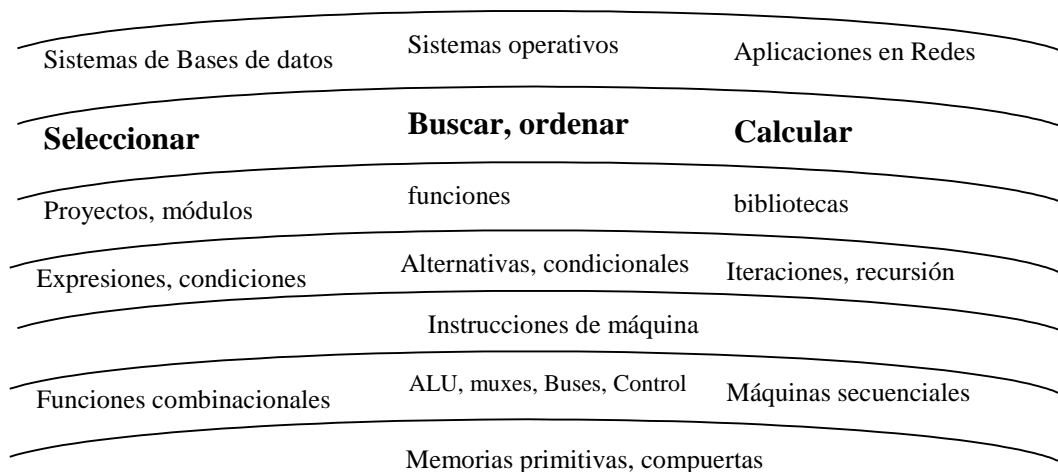 Sistemas de Bases de datos Sistemas operativos Aplicaciones en Redes
Seleccionar Buscar, ordenar Calcular
Proyectos, módulos funciones bibliotecas
Expresiones, condiciones Alternativas, condicionales Iteraciones, recursión
Instrucciones de máquina
Funciones combinacionales ALU, muxes, Buses, Control Máquinas secuenciales
Memorias primitivas, compuertas